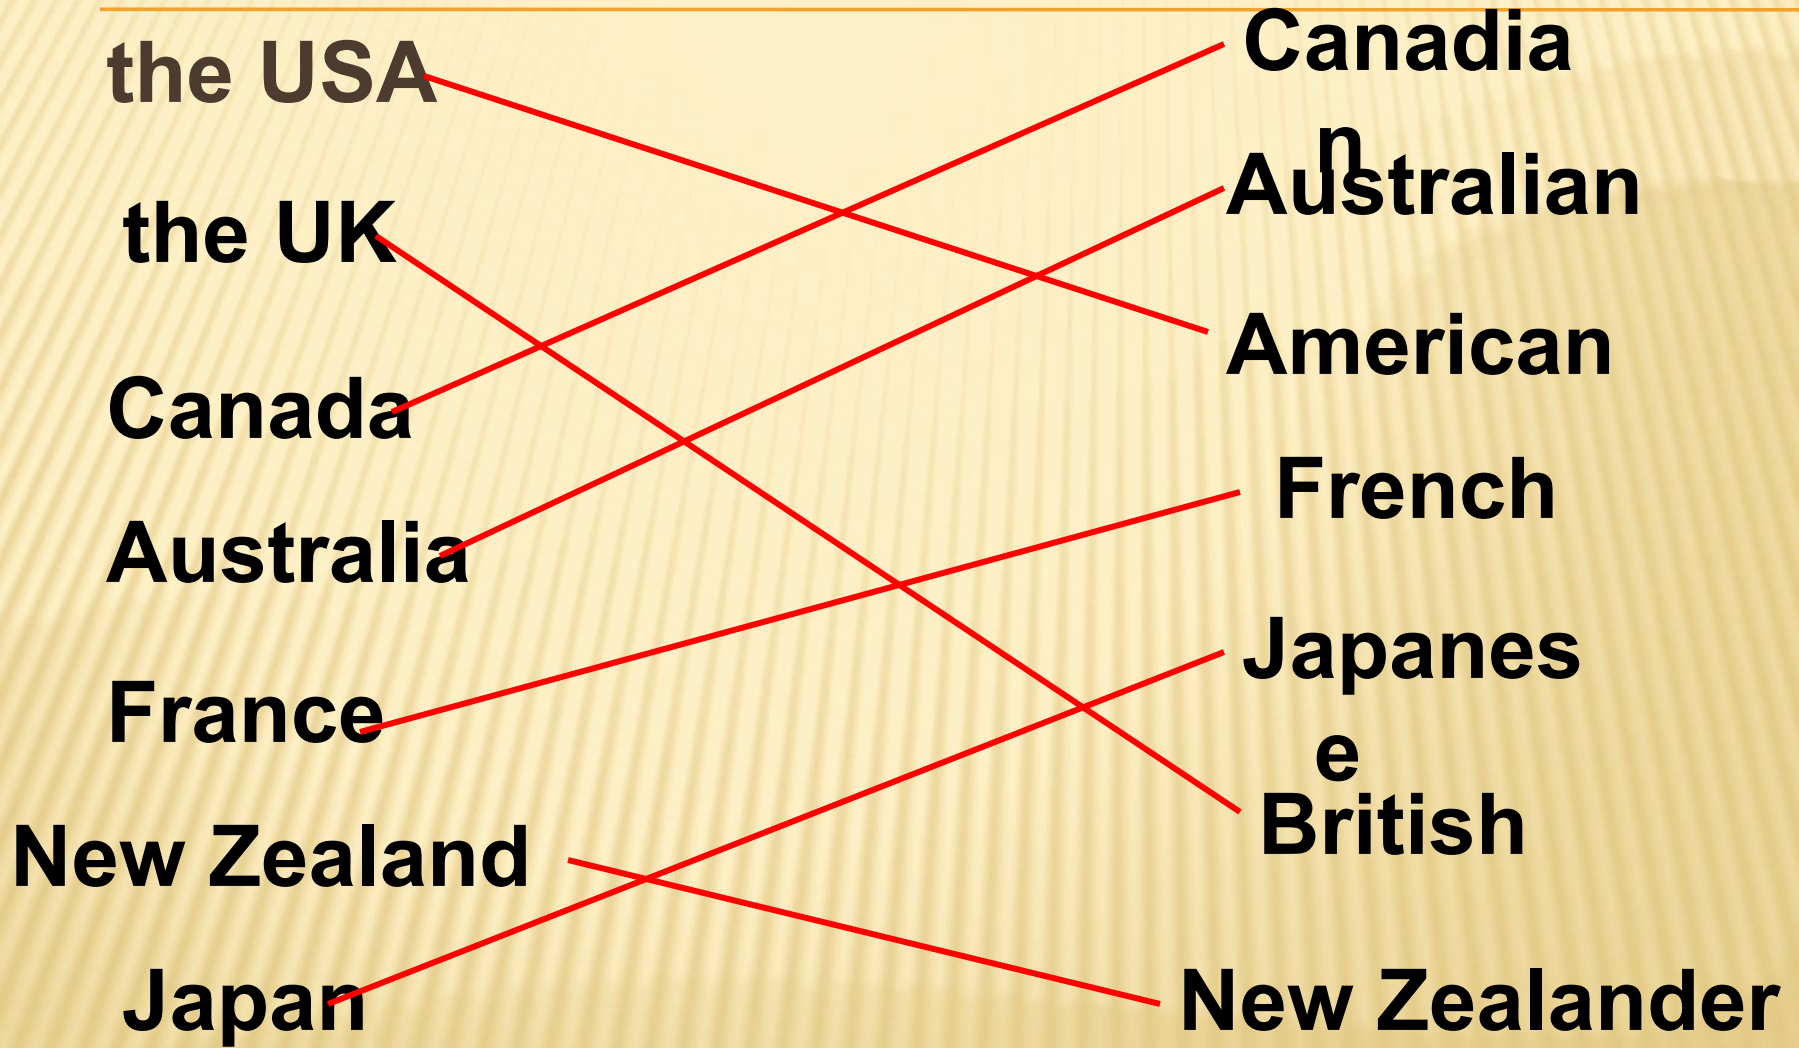 the USA
the UK
Canada
Australia
France
New Zealand
Japan
Canadia
n
Australian
American
French
Japanes
e
British
New Zealander